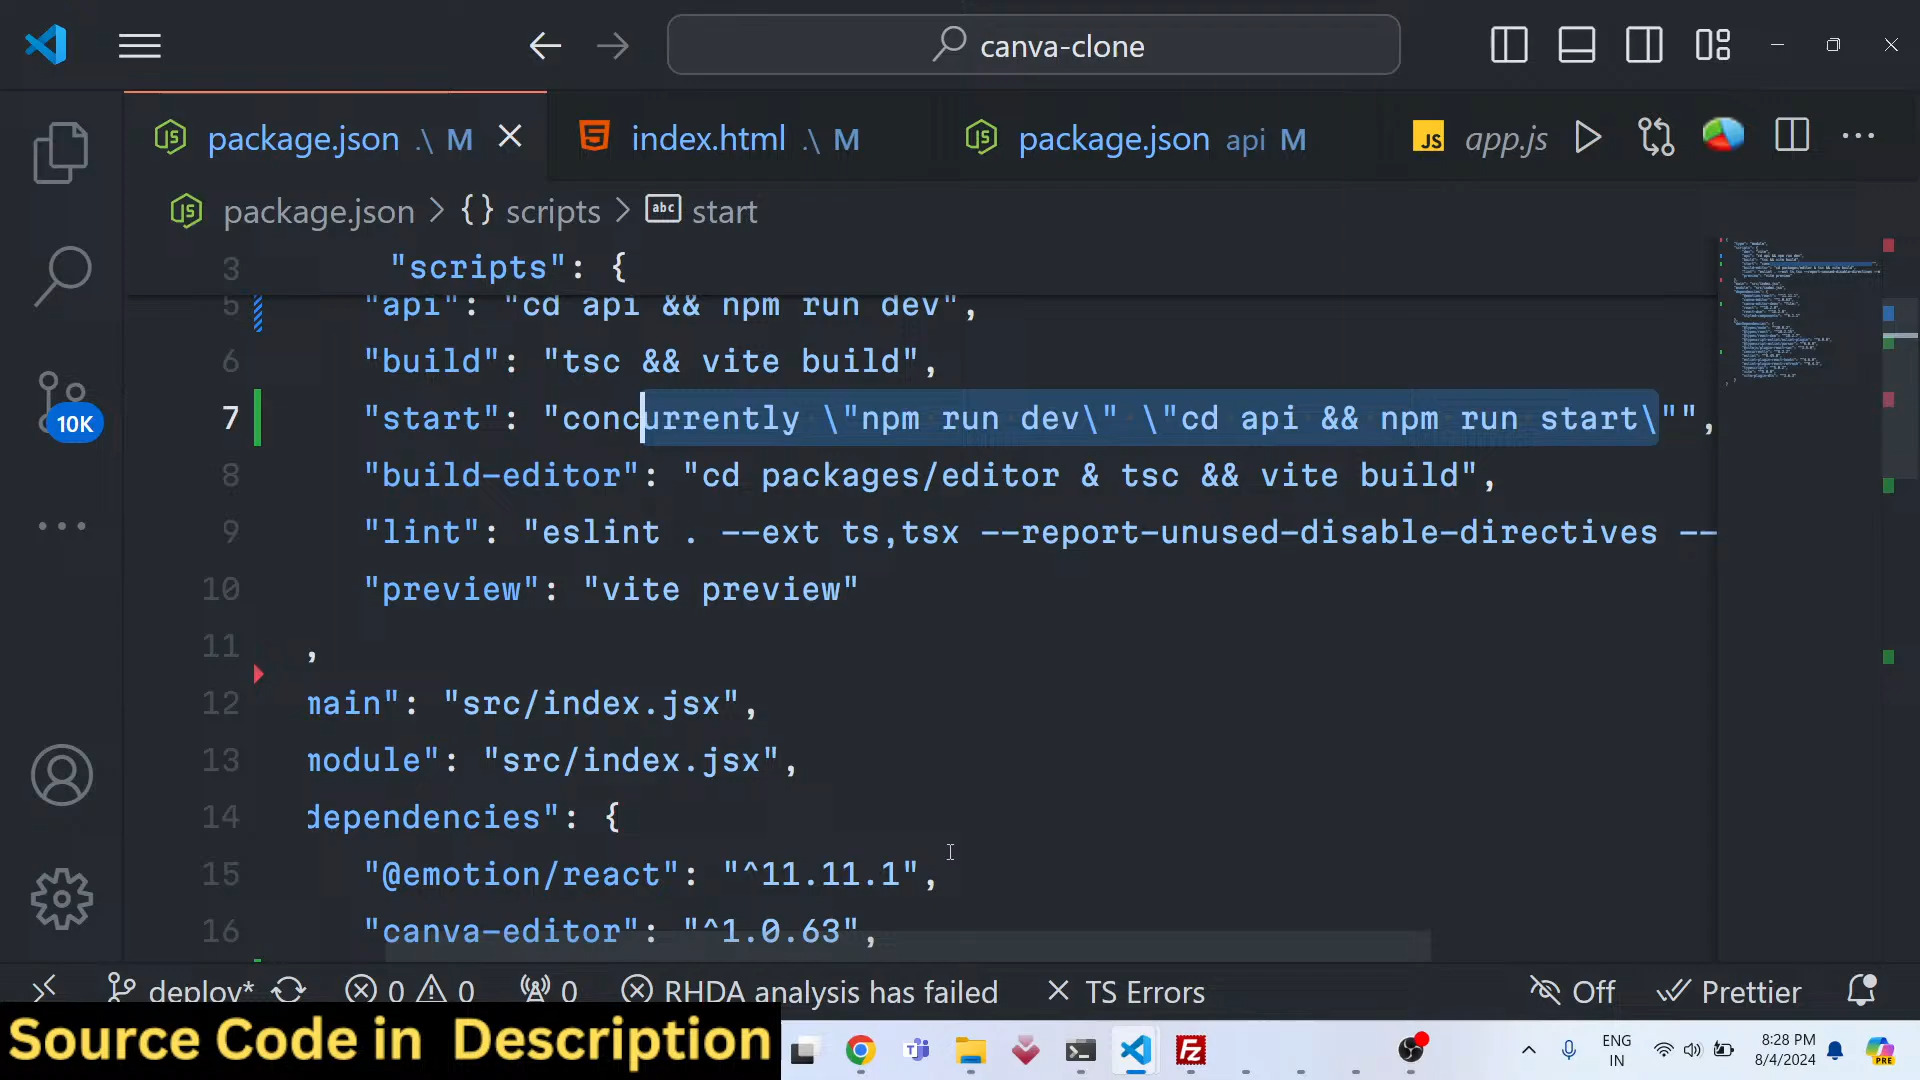 canva-clone
package.json .\ M
index.html .\ M
package.json api M
JS app.js
package.json > {} scripts > abc start
3 "scripts": {
5 "api": "cd api && npm run dev",
6 "build": "tsc && vite build",
7 "start": "concurrently \"npm run dev\" \"cd api && npm run start\"",
8 "build-editor": "cd packages/editor & tsc && vite build",
9 "lint": "eslint . --ext ts,tsx --report-unused-disable-directives --
10 "preview": "vite preview"
11 ,
12 main": "src/index.jsx",
13 module": "src/index.jsx",
14 dependencies": {
15 "@emotion/react": "^11.11.1",
16 "canva-editor": "^1.0.63",
10K
deploy* 0 0 0 RHDA analysis has failed TS Errors Off Prettier
Source Code in Description
ENG
IN
8:28 PM
8/4/2024
PRE